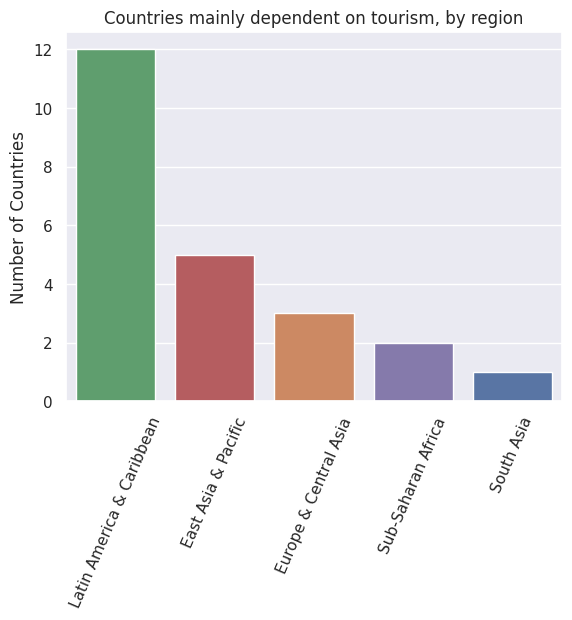 Countries mainly dependent on tourism, by region
Number of Countries
12
10
8
6
4
2
0
Latin America & Caribbean
East Asia & Pacific
Europe & Central Asia
Sub-Saharan Africa
South Asia